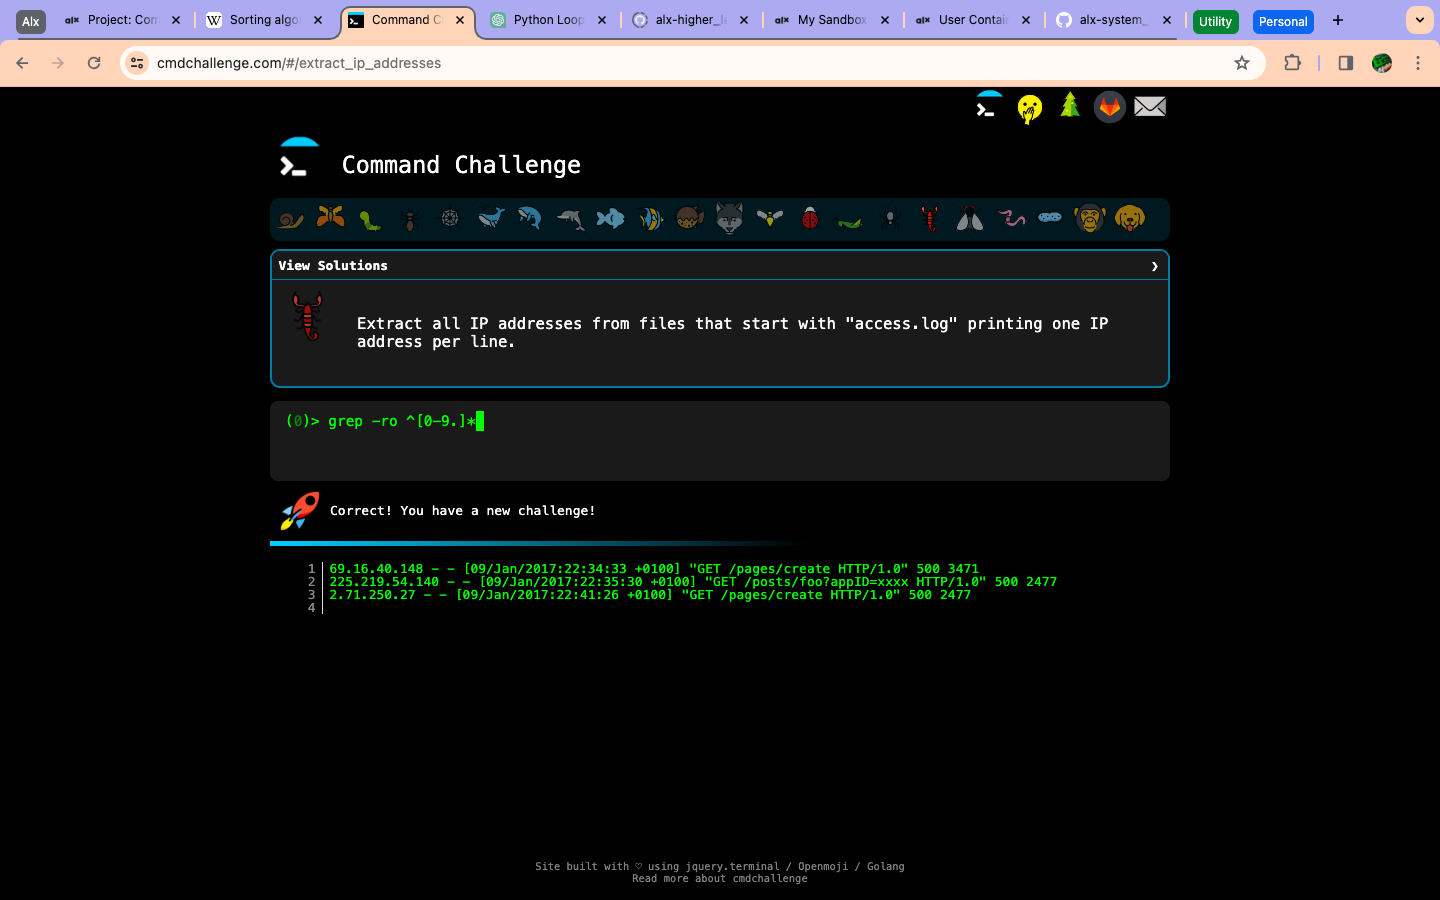 Alx
alx Project: Com
W Sorting algo
Command C
Python Loop
alx-higher_le
alx My Sandbox
alx User Contain
alx-system_
Utility
Personal
cmdchallenge.com/#/extract_ip_addresses
Command Challenge
View Solutions
Extract all IP addresses from files that start with "access.log" printing one IP
address per line.
(0)> grep -ro ^[0-9.]*
Correct! You have a new challenge!
1 69.16.40.148 - - [09/Jan/2017:22:34:33 +0100] "GET /pages/create HTTP/1.0" 500 3471
2 225.219.54.140 - - [09/Jan/2017:22:35:30 +0100] "GET /posts/foo?appID=xxxx HTTP/1.0" 500 2477
3 2.71.250.27 - - [09/Jan/2017:22:41:26 +0100] "GET /pages/create HTTP/1.0" 500 2477
4
Site built with ♡ using jquery.terminal / Openmoji / Golang
Read more about cmdchallenge